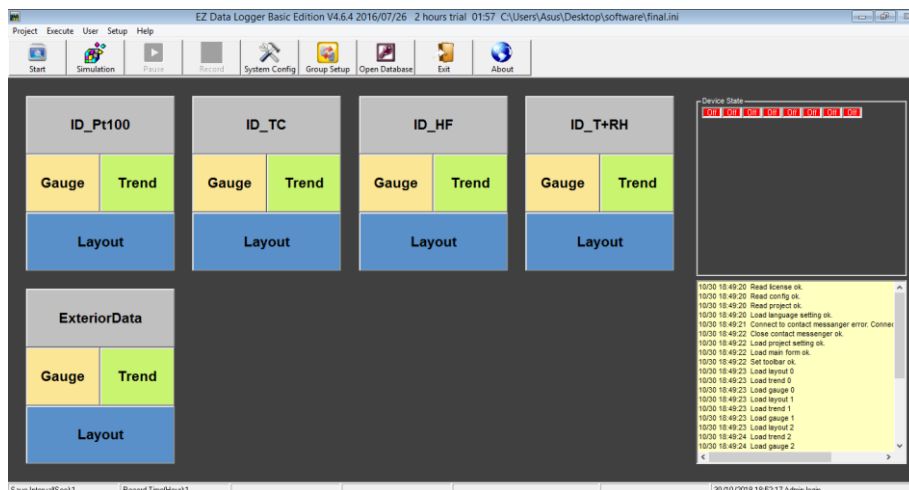 EZ Data Logger Basic Edition V4.6.4 2016/07/26 2 hours trial 01:57 C:\Users\Asus\Desktop\software\final.ini
Project Execute User Setup Help
Start Simulation Pause Record System Config Group Setup Open Database Exit About
ID_Pt100 ID_TC ID_HF ID_T+RH
Gauge Trend Gauge Trend Gauge Trend Gauge Trend
Layout Layout Layout Layout
ExteriorData
Gauge Trend
Layout
Device State
Off Off Off Off Off Off Off Off
10/30 18:49:20 Read license ok.
10/30 18:49:20 Read config ok.
10/30 18:49:20 Read project ok.
10/30 18:49:20 Load language setting ok.
10/30 18:49:21 Connect to contact messanger error. Connec
10/30 18:49:22 Close contact messenger ok.
10/30 18:49:22 Load project setting ok.
10/30 18:49:22 Load main form ok.
10/30 18:49:22 Set toolbar ok.
10/30 18:49:23 Load layout 0
10/30 18:49:23 Load trend 0
10/30 18:49:23 Load gauge 0
10/30 18:49:23 Load layout 1
10/30 18:49:23 Load trend 1
10/30 18:49:23 Load gauge 1
10/30 18:49:23 Load layout 2
10/30 18:49:24 Load trend 2
10/30 18:49:24 Load gauge 2
Save Interval(Sec):1 Record Time(Hour):1 Admin login